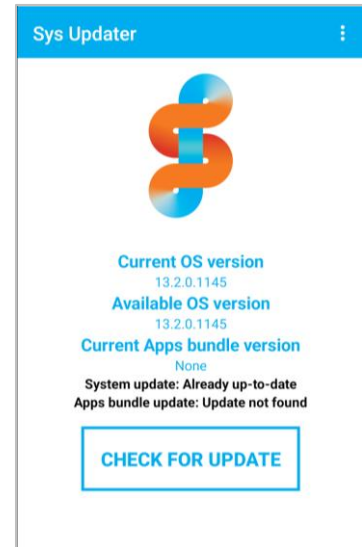 Sys Updater
Current OS version
13.2.0.1145
Available OS version
13.2.0.1145
Current Apps bundle version
None
System update: Already up-to-date
Apps bundle update: Update not found
CHECK FOR UPDATE